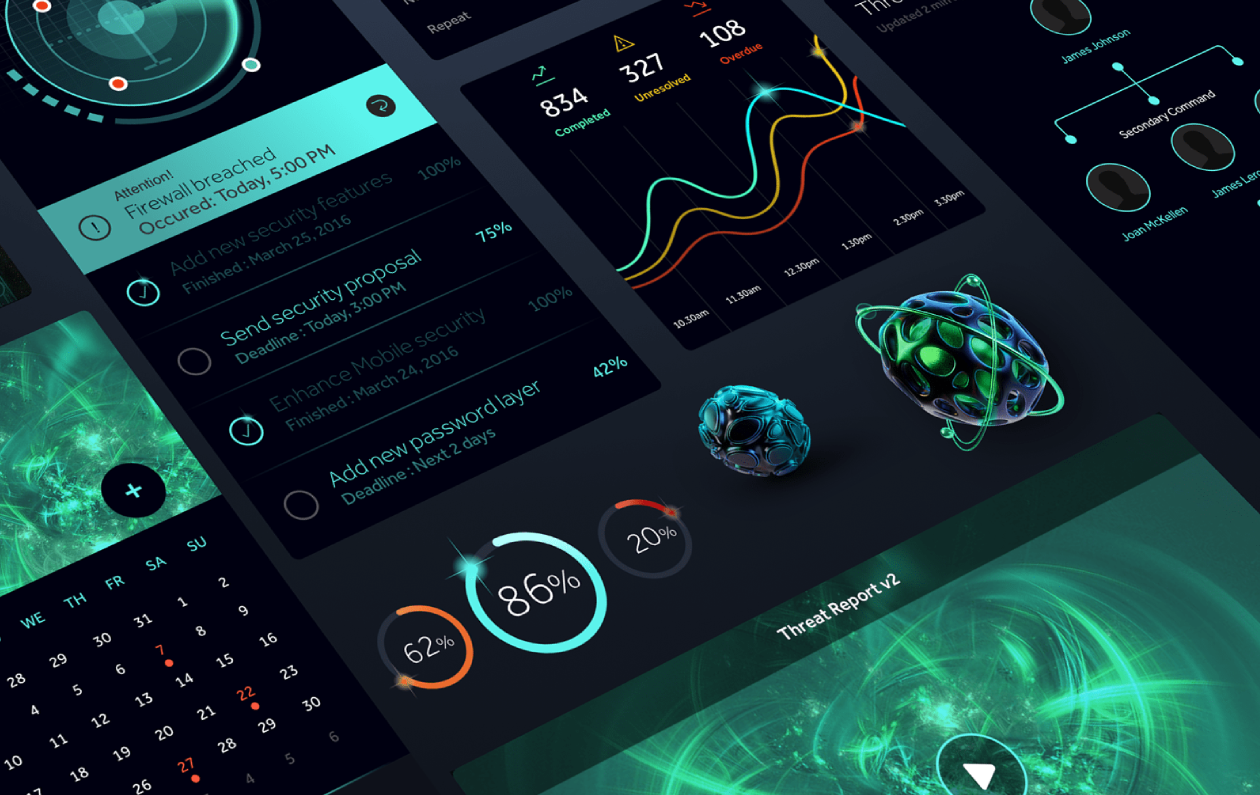 Repeat
Attention!
Firewall breached
Occured: Today, 5:00 PM
Add new security features
Finished : March 25, 2016
100%
Send security proposal
Deadline : Today, 3:00 PM
75%
Enhance Mobile security
Finished : March 24, 2016
100%
Add new password layer
Deadline : Next 2 days
42%
834
Completed
327
Unresolved
108
Overdue
10.30am 11.30am 12.30pm 1.30pm 2.30pm 3.30pm
Updated 2
James Johnson
Secondary Command
Joan McKellen
James
WE TH FR SA SU
28 29 30 31 1 2
4 5 6 7 8 9
10 11 12 13 14 15 16
17 18 19 20 21 22 23
26 27 28 29 30
4 5 6
62%
86%
20%
Threat Report v2